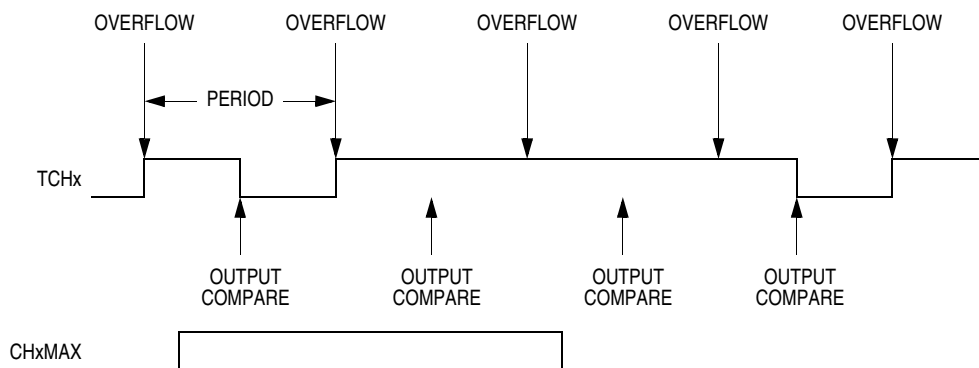 OVERFLOW OVERFLOW OVERFLOW OVERFLOW OVERFLOW
PERIOD
TCHx
OUTPUT OUTPUT OUTPUT OUTPUT
COMPARE COMPARE COMPARE COMPARE
CHxMAX